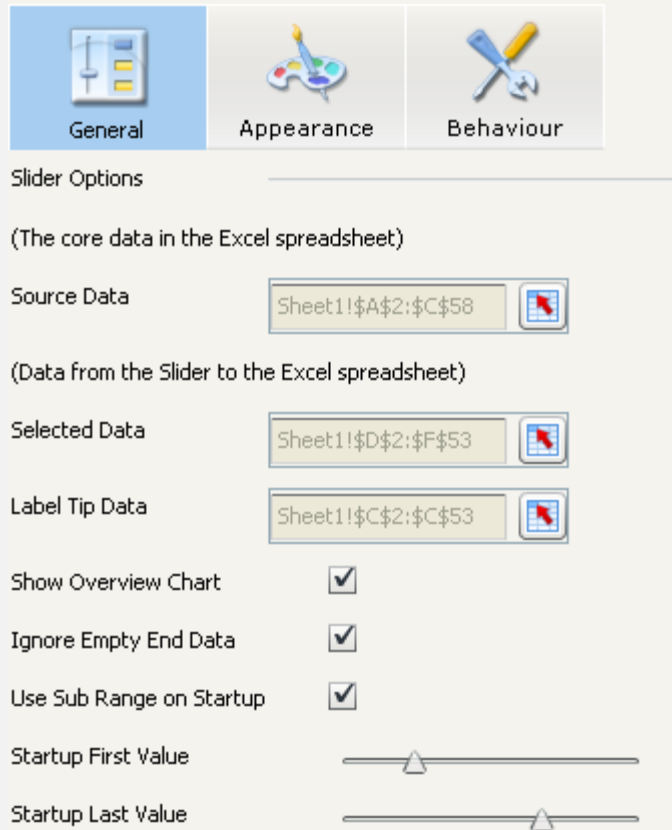 General
Appearance
Behaviour
Slider Options
(The core data in the Excel spreadsheet)
Source Data
Sheet1!$A$2:$C$58
(Data from the Slider to the Excel spreadsheet)
Selected Data
Sheet1!$D$2:$F$53
Label Tip Data
Sheet1!$C$2:$C$53
Show Overview Chart
Ignore Empty End Data
Use Sub Range on Startup
Startup First Value
Startup Last Value